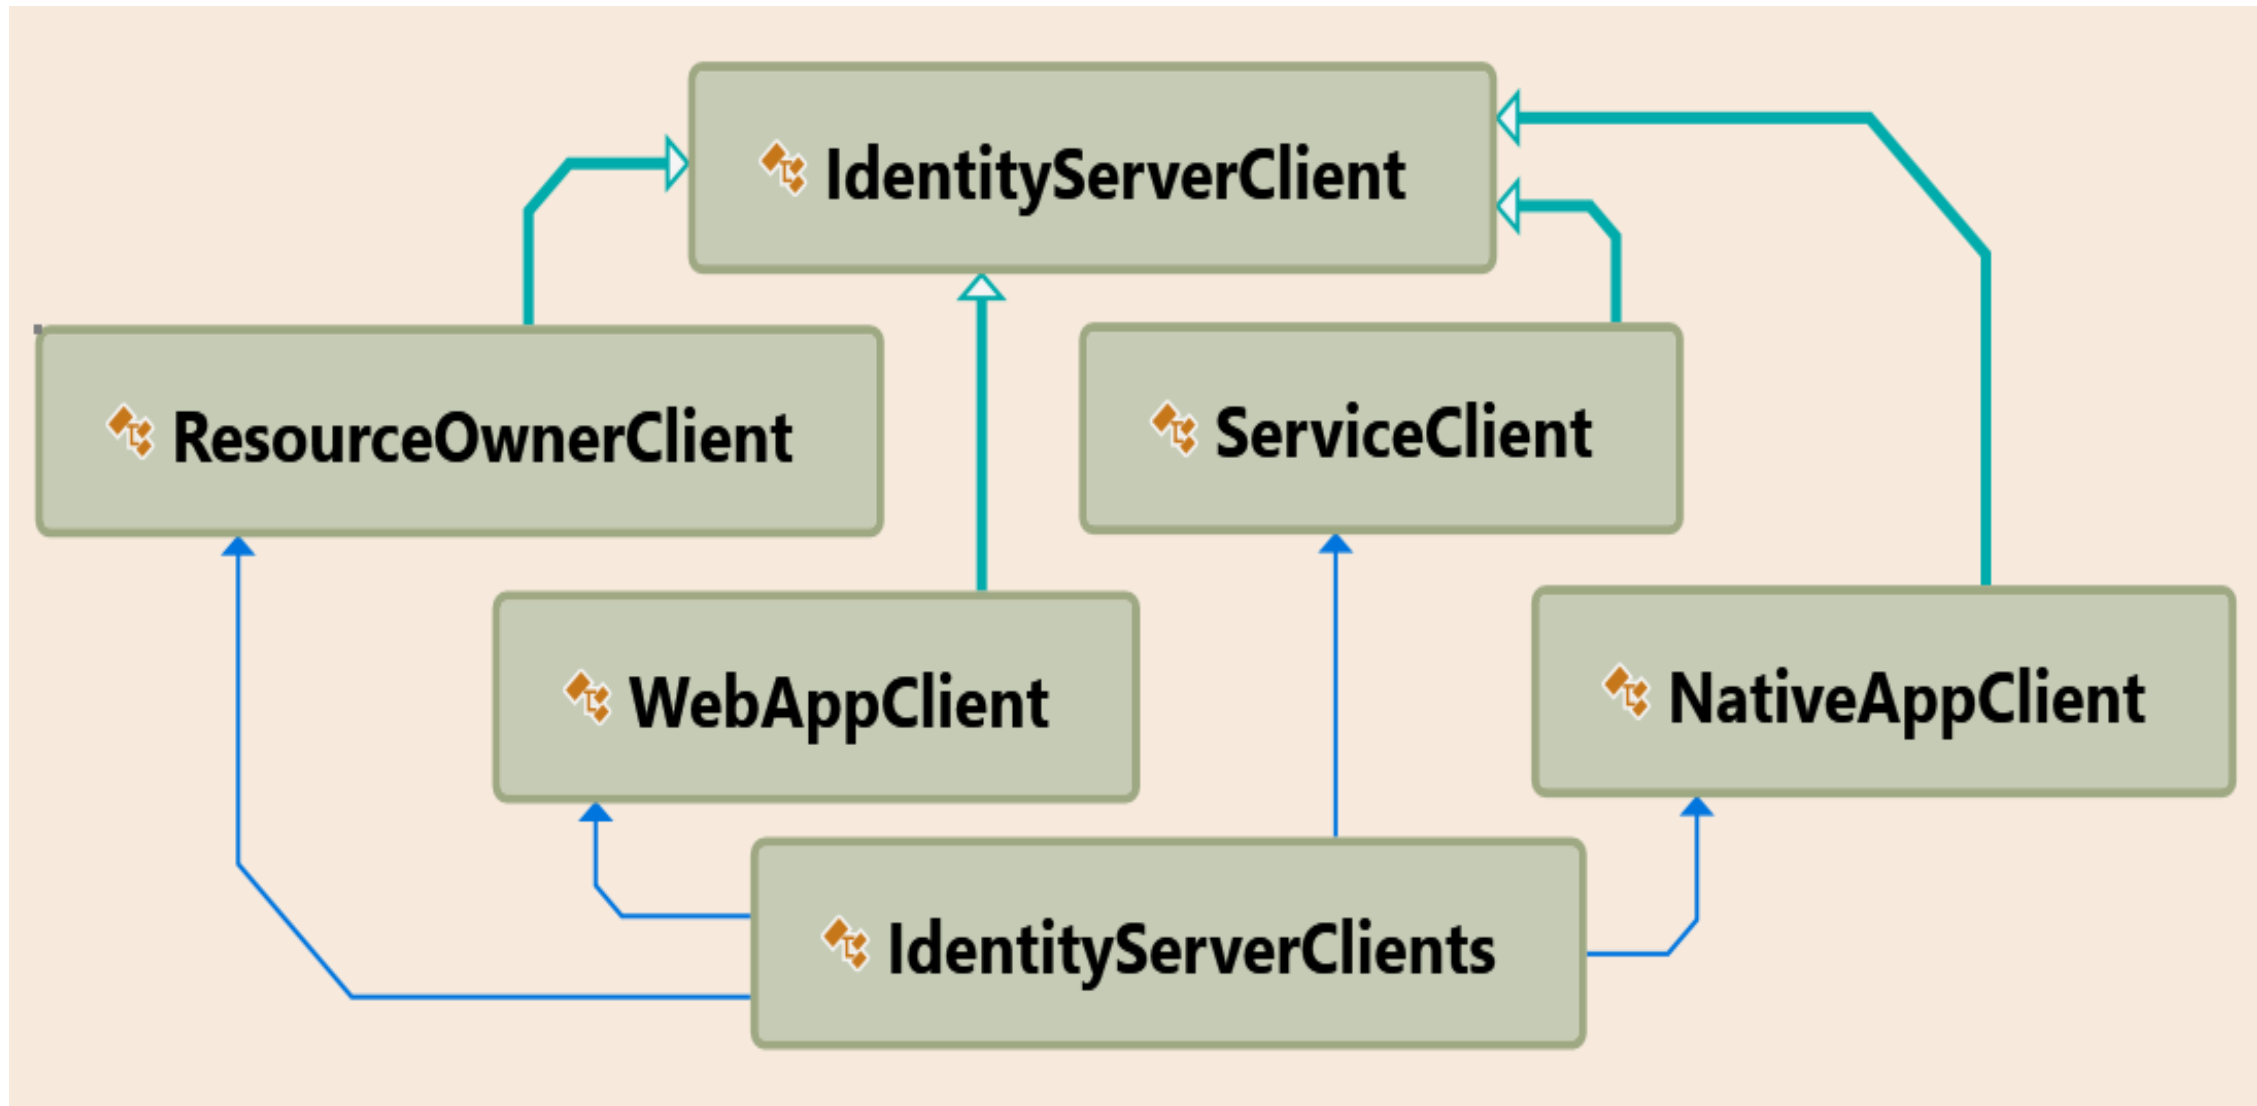 IdentityServerClient
ResourceOwnerClient
ServiceClient
WebAppClient
NativeAppClient
IdentityServerClients